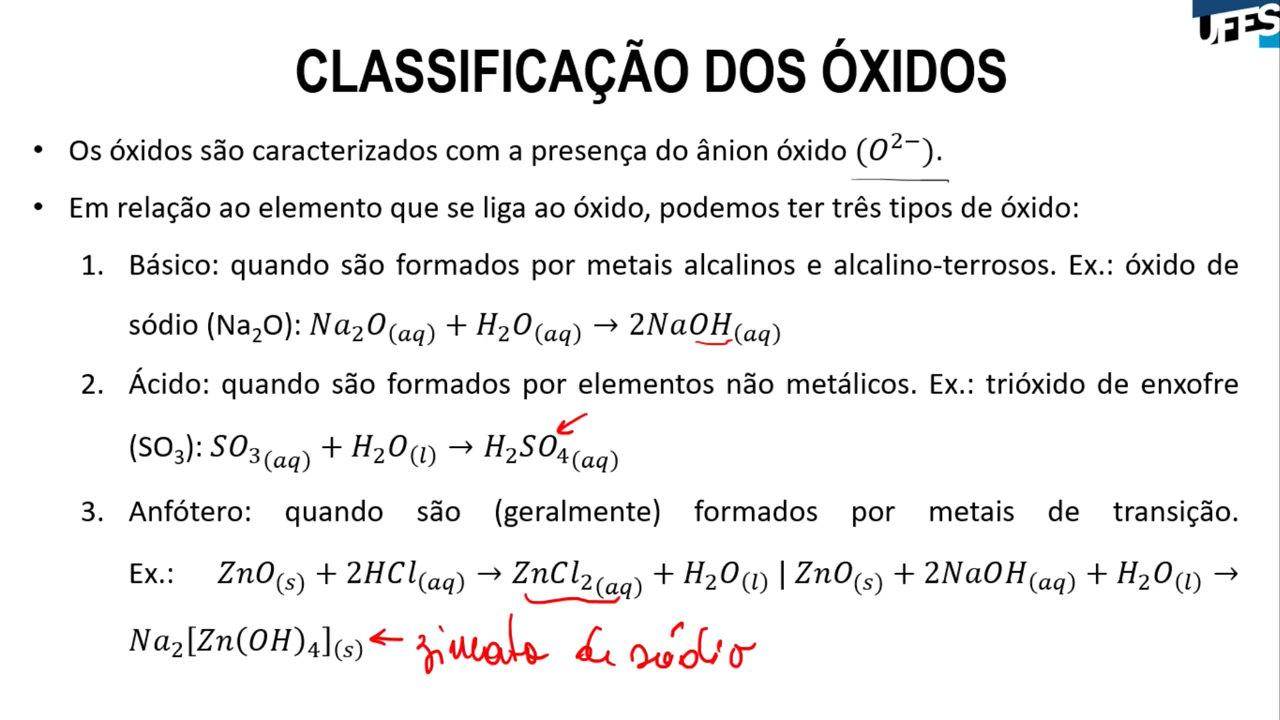 UFES
CLASSIFICAÇÃO DOS ÓXIDOS
• Os óxidos são caracterizados com a presença do ânion óxido (O²⁻).
• Em relação ao elemento que se liga ao óxido, podemos ter três tipos de óxido:
1. Básico: quando são formados por metais alcalinos e alcalino-terrosos. Ex.: óxido de
sódio (Na₂O): Na₂O₍aq₎ + H₂O₍aq₎ → 2NaOH₍aq₎
2. Ácido: quando são formados por elementos não metálicos. Ex.: trióxido de enxofre
(SO₃): SO₃(aq) + H₂O(l) → H₂SO₄(aq)
3. Anfótero: quando são (geralmente) formados por metais de transição.
Ex.: ZnO(s) + 2HCl(aq) → ZnCl₂(aq) + H₂O(l) | ZnO(s) + 2NaOH(aq) + H₂O(l) →
Na₂[Zn(OH)₄](s) ← zincato de sódio